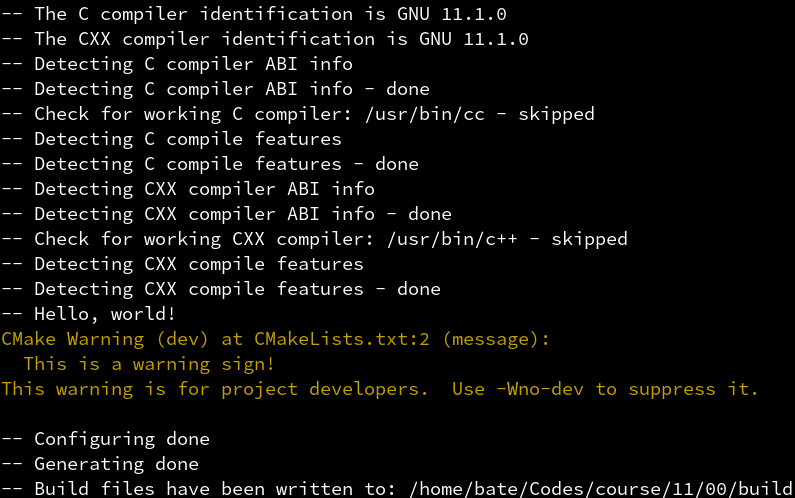 -- The C compiler identification is GNU 11.1.0
-- The CXX compiler identification is GNU 11.1.0
-- Detecting C compiler ABI info
-- Detecting C compiler ABI info - done
-- Check for working C compiler: /usr/bin/cc - skipped
-- Detecting C compile features
-- Detecting C compile features - done
-- Detecting CXX compiler ABI info
-- Detecting CXX compiler ABI info - done
-- Check for working CXX compiler: /usr/bin/c++ - skipped
-- Detecting CXX compile features
-- Detecting CXX compile features - done
-- Hello, world!
CMake Warning (dev) at CMakeLists.txt:2 (message):
  This is a warning sign!
This warning is for project developers.  Use -Wno-dev to suppress it.

-- Configuring done
-- Generating done
-- Build files have been written to: /home/bate/Codes/course/11/00/build